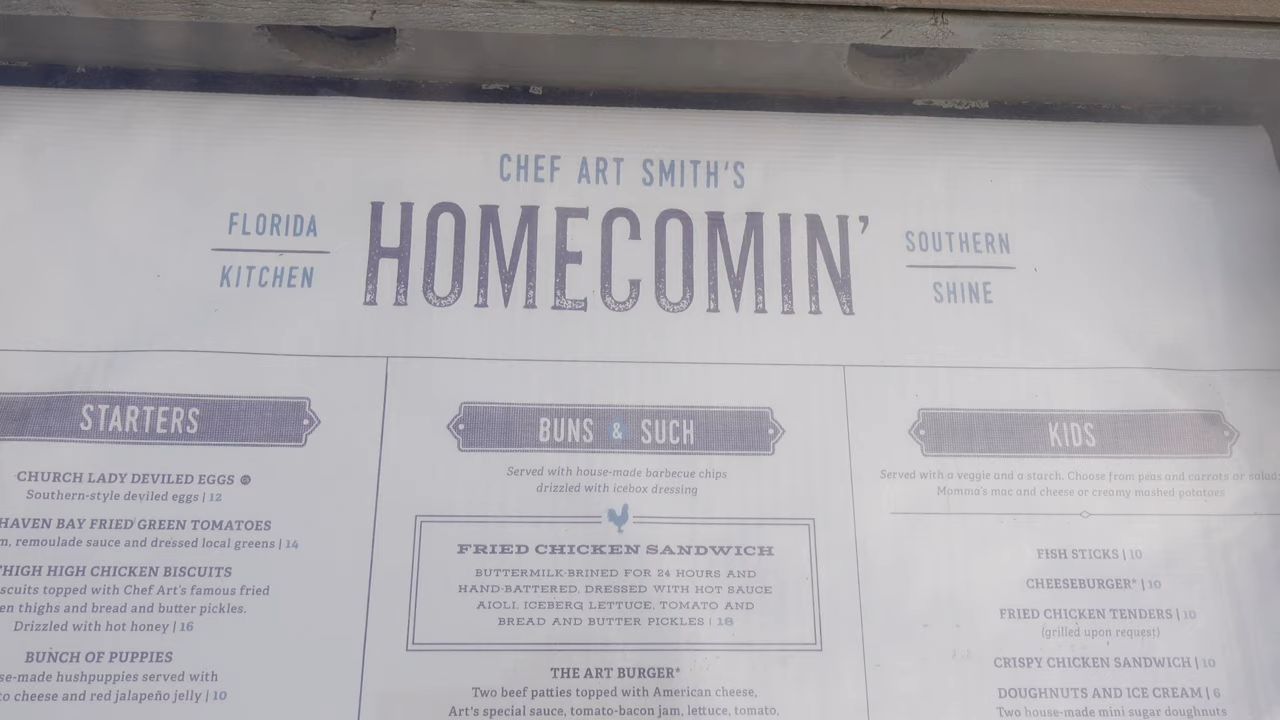 CHEF ART SMITH'S
FLORIDA
KITCHEN
HOMECOMIN'
SOUTHERN
SHINE
STARTERS
CHURCH LADY DEVILED EGGS
Southern-style deviled eggs | 12
HAVEN BAY FRIED GREEN TOMATOES
remoulade sauce and dressed local greens | 14
THIGH HIGH CHICKEN BISCUITS
topped with Chef Art's famous fried
thighs and bread and butter pickles.
Drizzled with hot honey | 16
BUNCH OF PUPPIES
hushpuppies served with
cheese and red jalapeño jelly | 10
BUNS & SUCH
Served with house-made barbecue chips
drizzled with icebox dressing
FRIED CHICKEN SANDWICH
BUTTERMILK-BRINED FOR 24 HOURS AND
HAND-BATTERED, DRESSED WITH HOT SAUCE
AIOLI, ICEBERG LETTUCE, TOMATO AND
BREAD AND BUTTER PICKLES | 18
THE ART BURGER*
Two beef patties topped with American cheese,
Art's special sauce, tomato-bacon jam, lettuce, tomato,
KIDS
Served with a veggie and a starch. Choose from peas and carrots or salad,
Momma's mac and cheese or creamy mashed potatoes
FISH STICKS | 10
CHEESEBURGER* | 10
FRIED CHICKEN TENDERS | 10
(grilled upon request)
CRISPY CHICKEN SANDWICH | 10
DOUGHNUTS AND ICE CREAM | 6
Two house-made mini sugar doughnuts